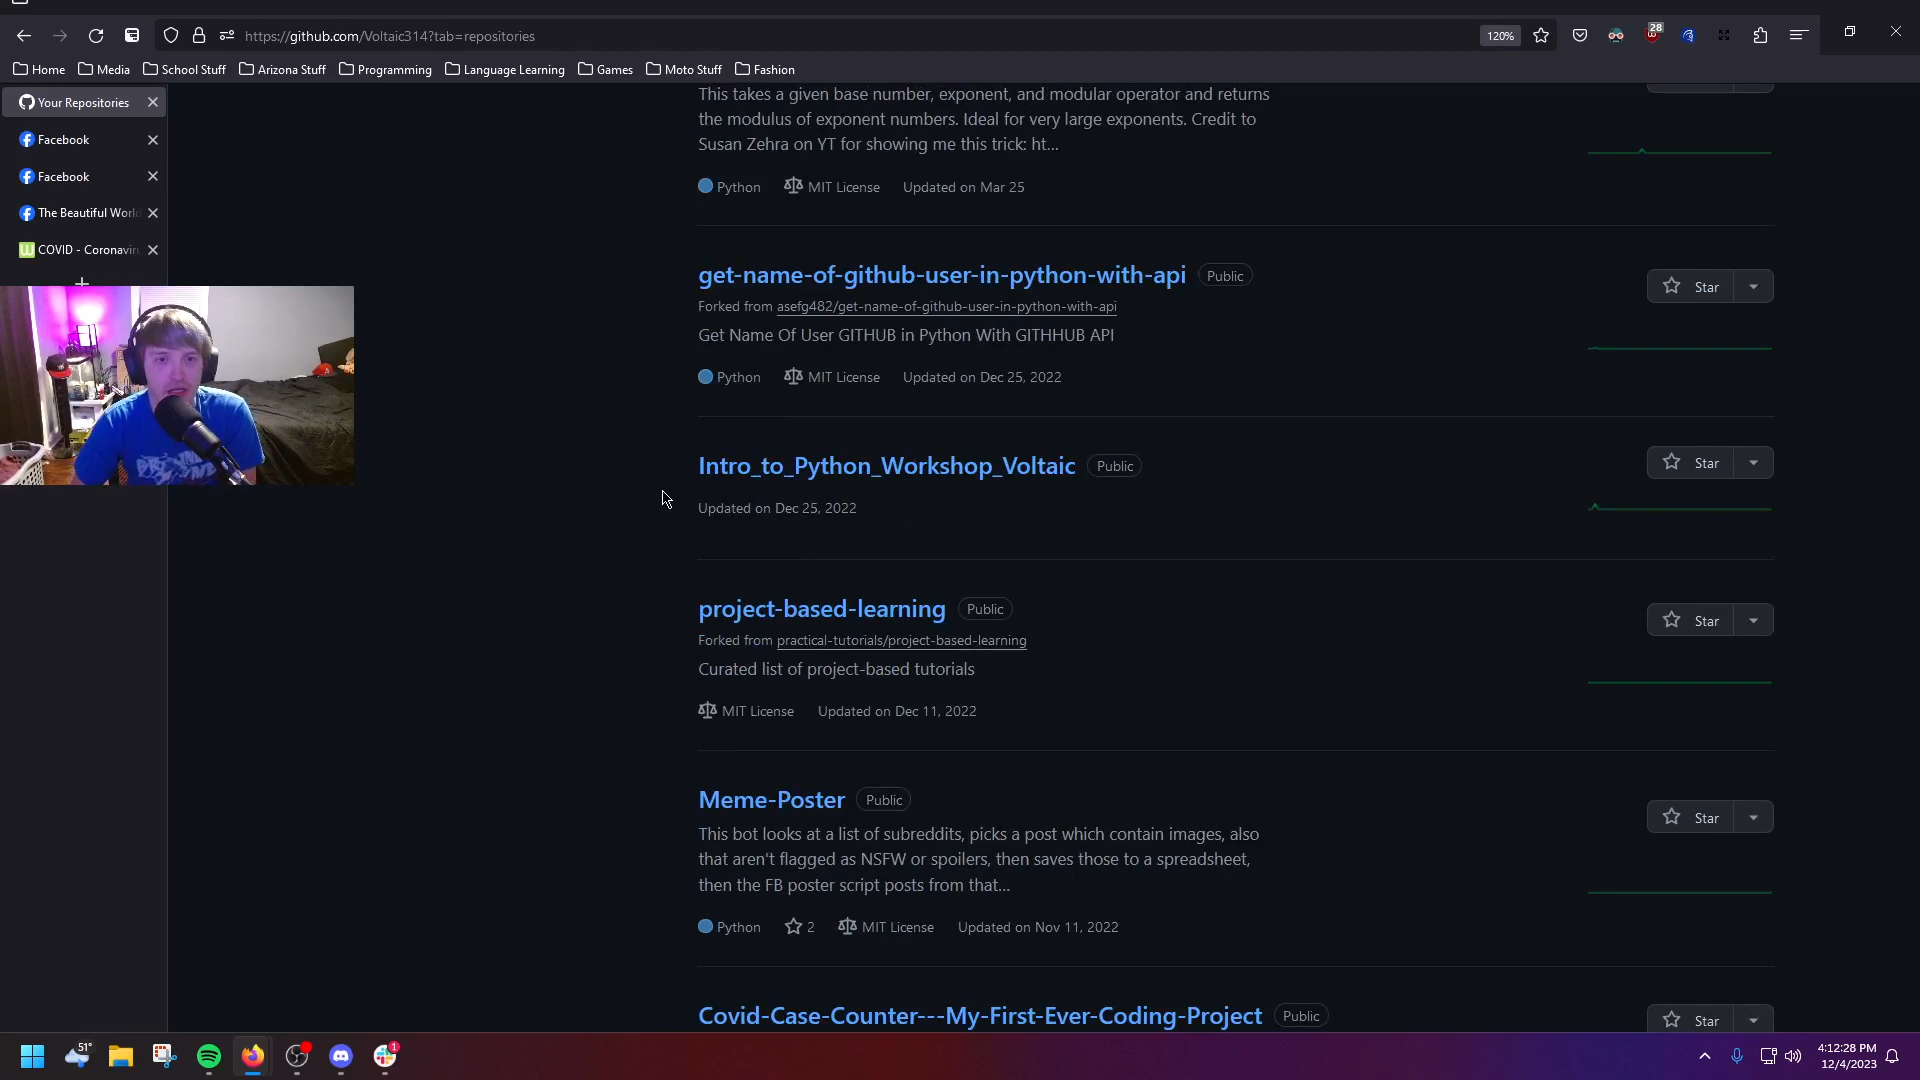 https://github.com/Voltaic314?tab=repositories
120%
28
Home
Media
School Stuff
Arizona Stuff
Programming
Language Learning
Games
Moto Stuff
Fashion
Your Repositories
Facebook
Facebook
The Beautiful World
COVID - Coronaviru
This takes a given base number, exponent, and modular operator and returns
the modulus of exponent numbers. Ideal for very large exponents. Credit to
Susan Zehra on YT for showing me this trick: ht...
Python MIT License Updated on Mar 25
get-name-of-github-user-in-python-with-api Public
Star
Forked from asefg482/get-name-of-github-user-in-python-with-api
Get Name Of User GITHUB in Python With GITHHUB API
Python MIT License Updated on Dec 25, 2022
Intro_to_Python_Workshop_Voltaic Public
Star
Updated on Dec 25, 2022
project-based-learning Public
Star
Forked from practical-tutorials/project-based-learning
Curated list of project-based tutorials
MIT License Updated on Dec 11, 2022
Meme-Poster Public
Star
This bot looks at a list of subreddits, picks a post which contain images, also
that aren't flagged as NSFW or spoilers, then saves those to a spreadsheet,
then the FB poster script posts from that...
Python 2 MIT License Updated on Nov 11, 2022
Covid-Case-Counter---My-First-Ever-Coding-Project Public
Star
51°
1
4:12:28 PM
12/4/2023